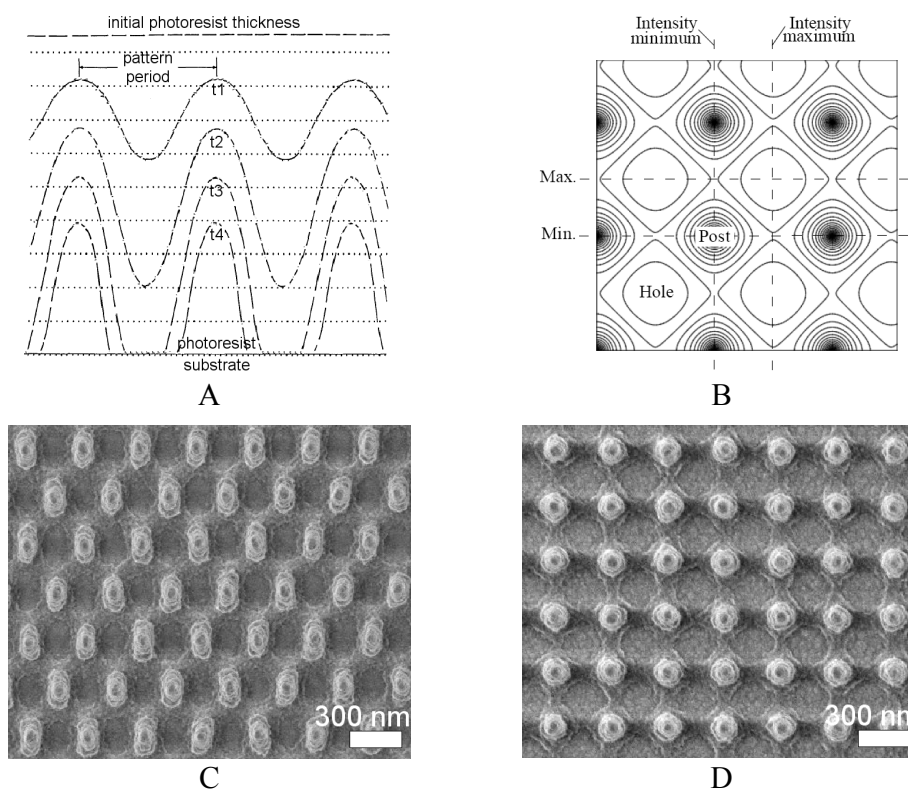 initial photoresist thickness
pattern
period
t1
t2
t3
t4
photoresist
substrate
A
Intensity
minimum
Intensity
maximum
Max.
Min.
Post
Hole
B
300 nm
C
300 nm
D